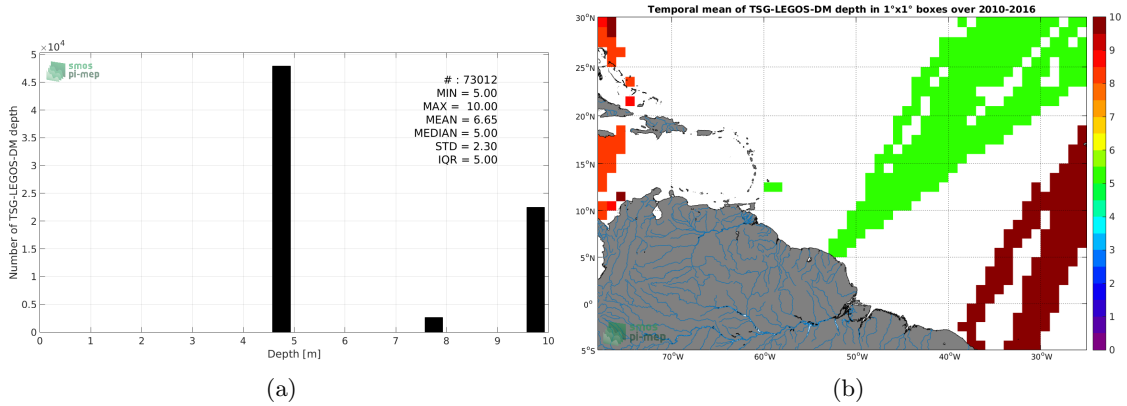 Temporal mean of TSG-LEGOS-DM depth in 1°x1° boxes over 2010-2016
×10⁴
smos
pi-mep
# : 73012
MIN = 5.00
MAX = 10.00
MEAN = 6.65
MEDIAN = 5.00
STD = 2.30
IQR = 5.00
Number of TSG-LEGOS-DM depth
5
4.5
4
3.5
3
2.5
2
1.5
1
0.5
0
0 1 2 3 4 5 6 7 8 9 10
Depth [m]
(a)
30°N
25°N
20°N
15°N
10°N
5°N
0°
5°S
70°W 60°W 50°W 40°W 30°W
smos
pi-mep
10
9
8
7
6
5
4
3
2
1
0
(b)